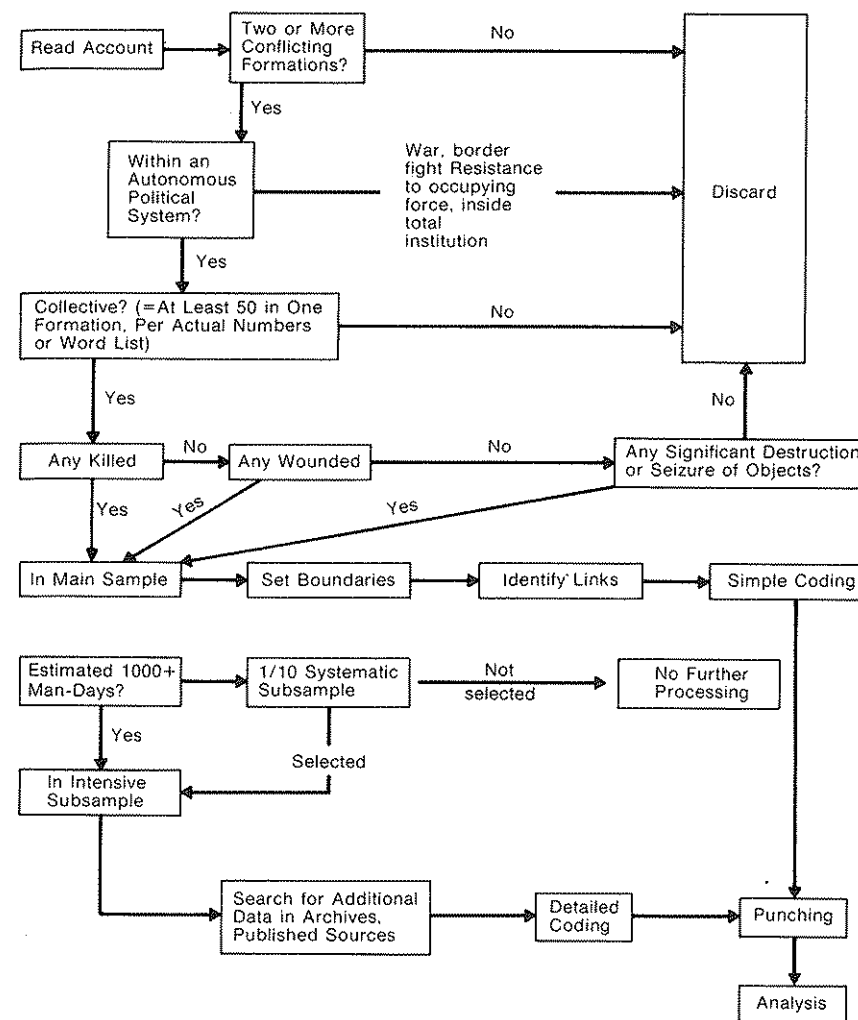 Read Account
Two or More
Conflicting
Formations?
No
Yes
Within an
Autonomous
Political
System?
War, border
fight Resistance
to occupying
force, inside
total
institution
Discard
Yes
Collective? (=At Least 50 in One
Formation, Per Actual Numbers
or Word List)
No
Yes
No
Any Killed
No
Any Wounded
No
Any Significant Destruction
or Seizure of Objects?
Yes
Yes
Yes
In Main Sample
Set Boundaries
Identify Links
Simple Coding
Estimated 1000+
Man-Days?
1/10 Systematic
Subsample
Not
selected
No Further
Processing
Yes
Selected
In Intensive
Subsample
Search for Additional
Data in Archives,
Published Sources
Detailed
Coding
Punching
Analysis